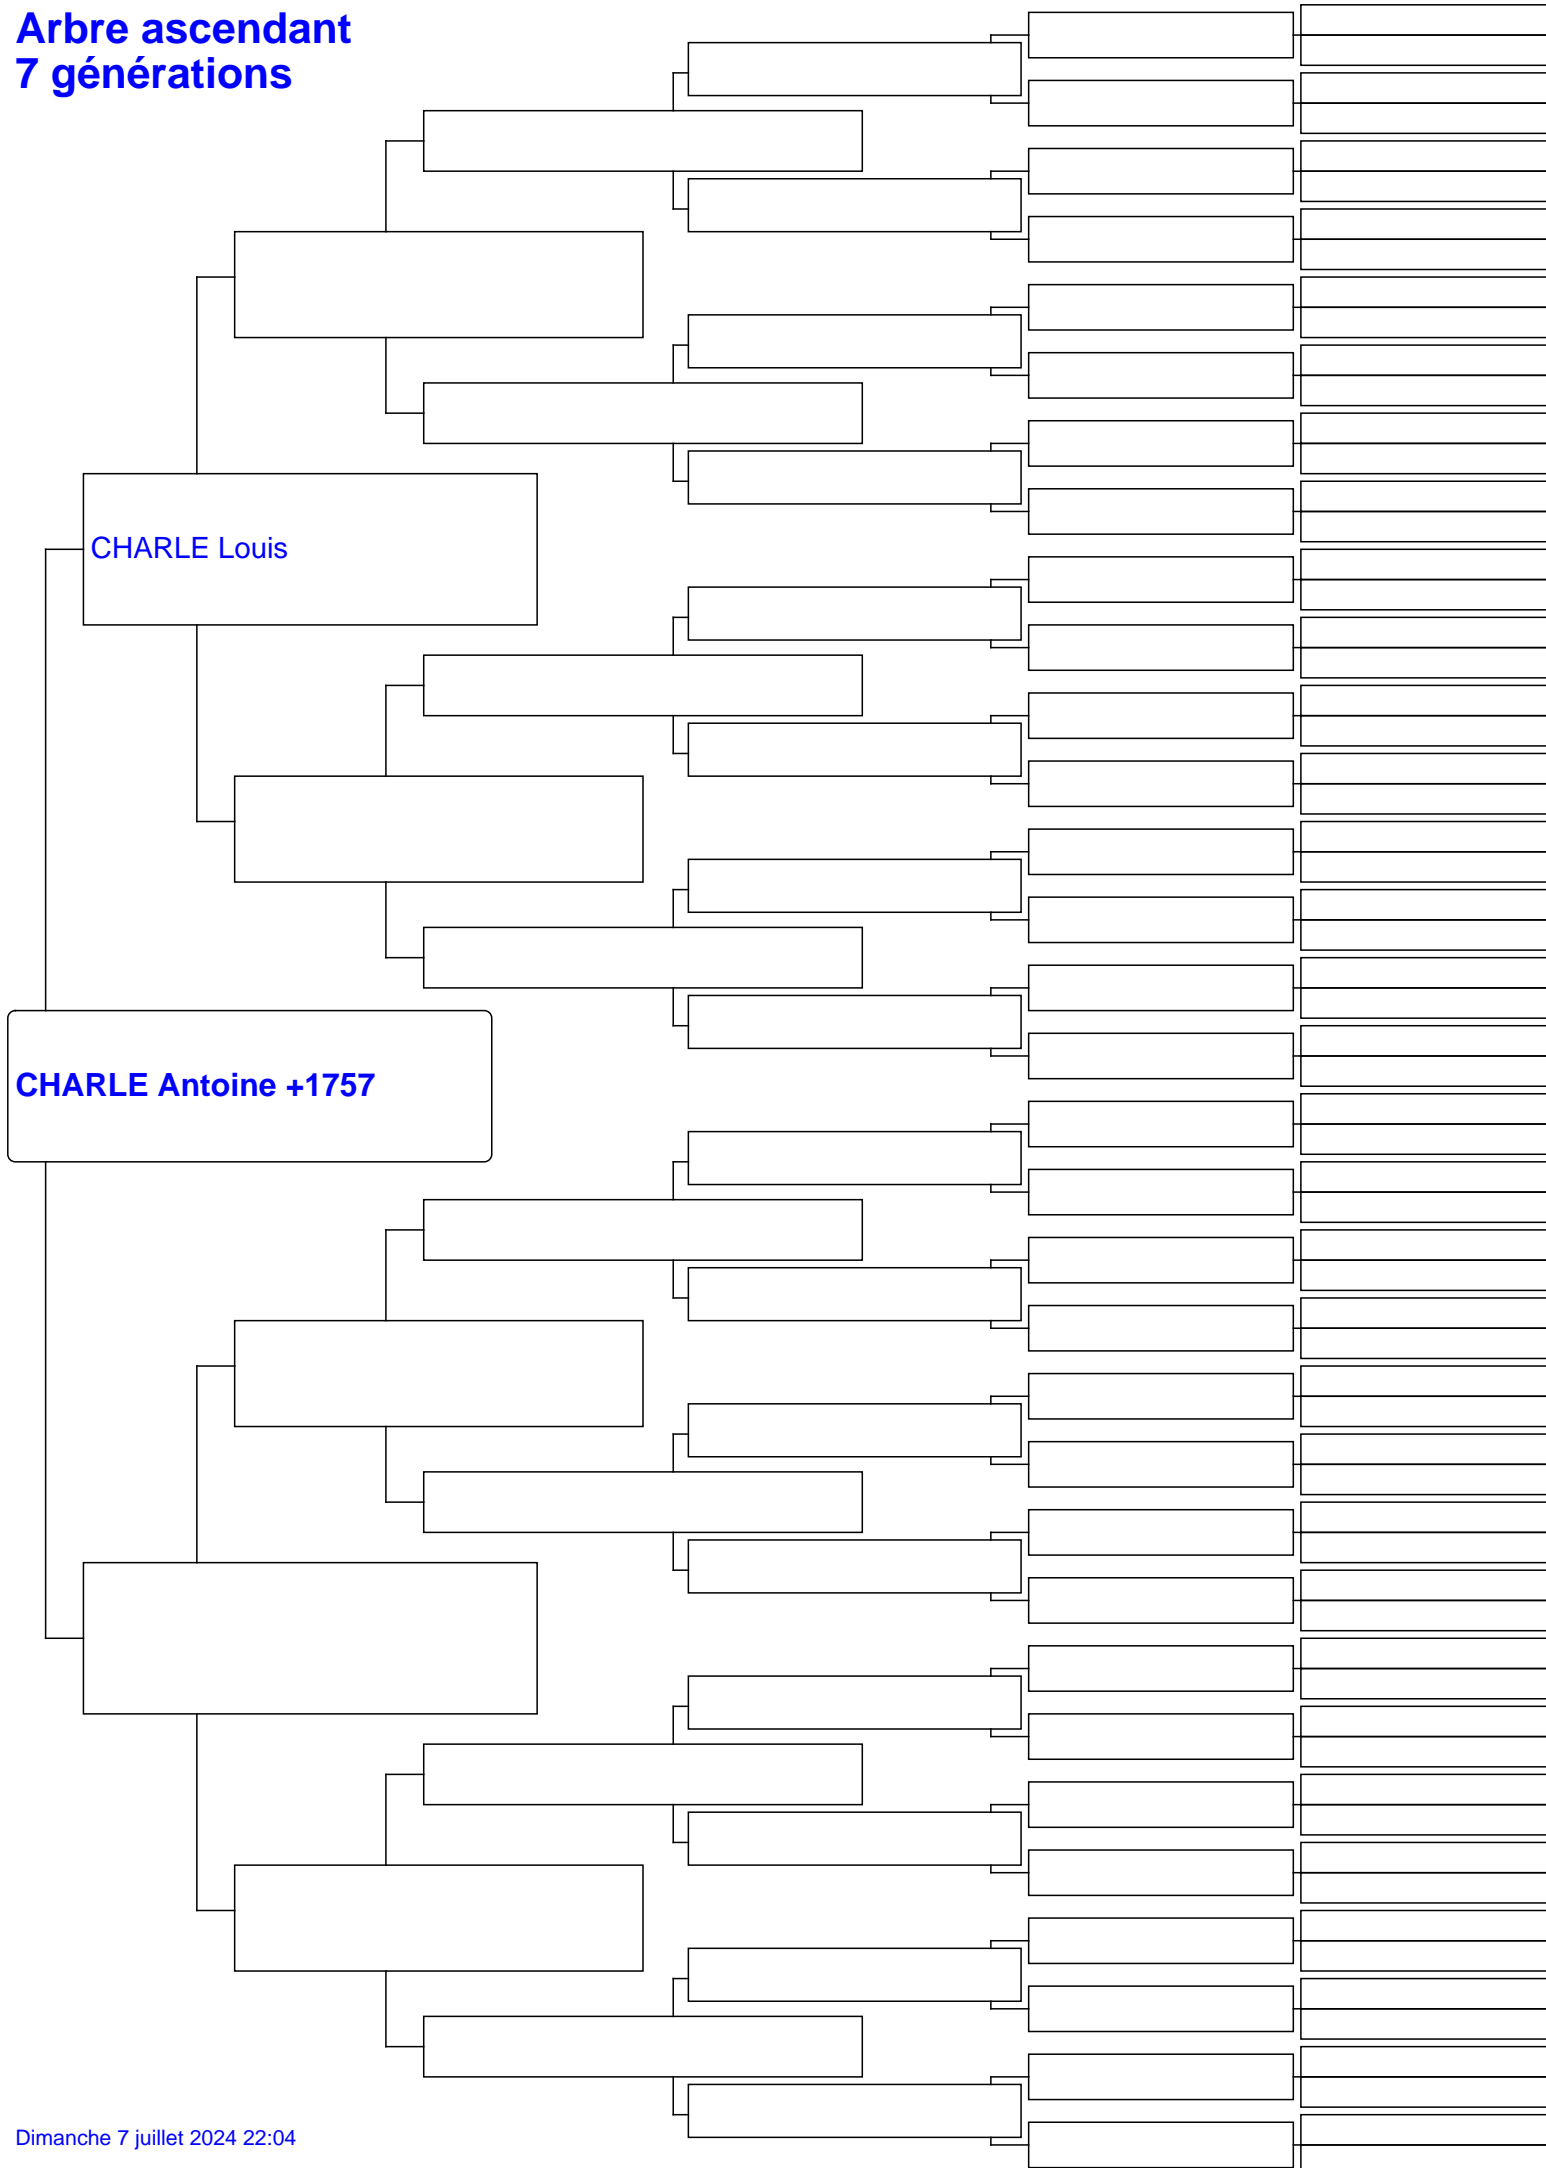 Arbre ascendant
7 générations
CHARLE Louis
CHARLE Antoine +1757
Dimanche 7 juillet 2024 22:04